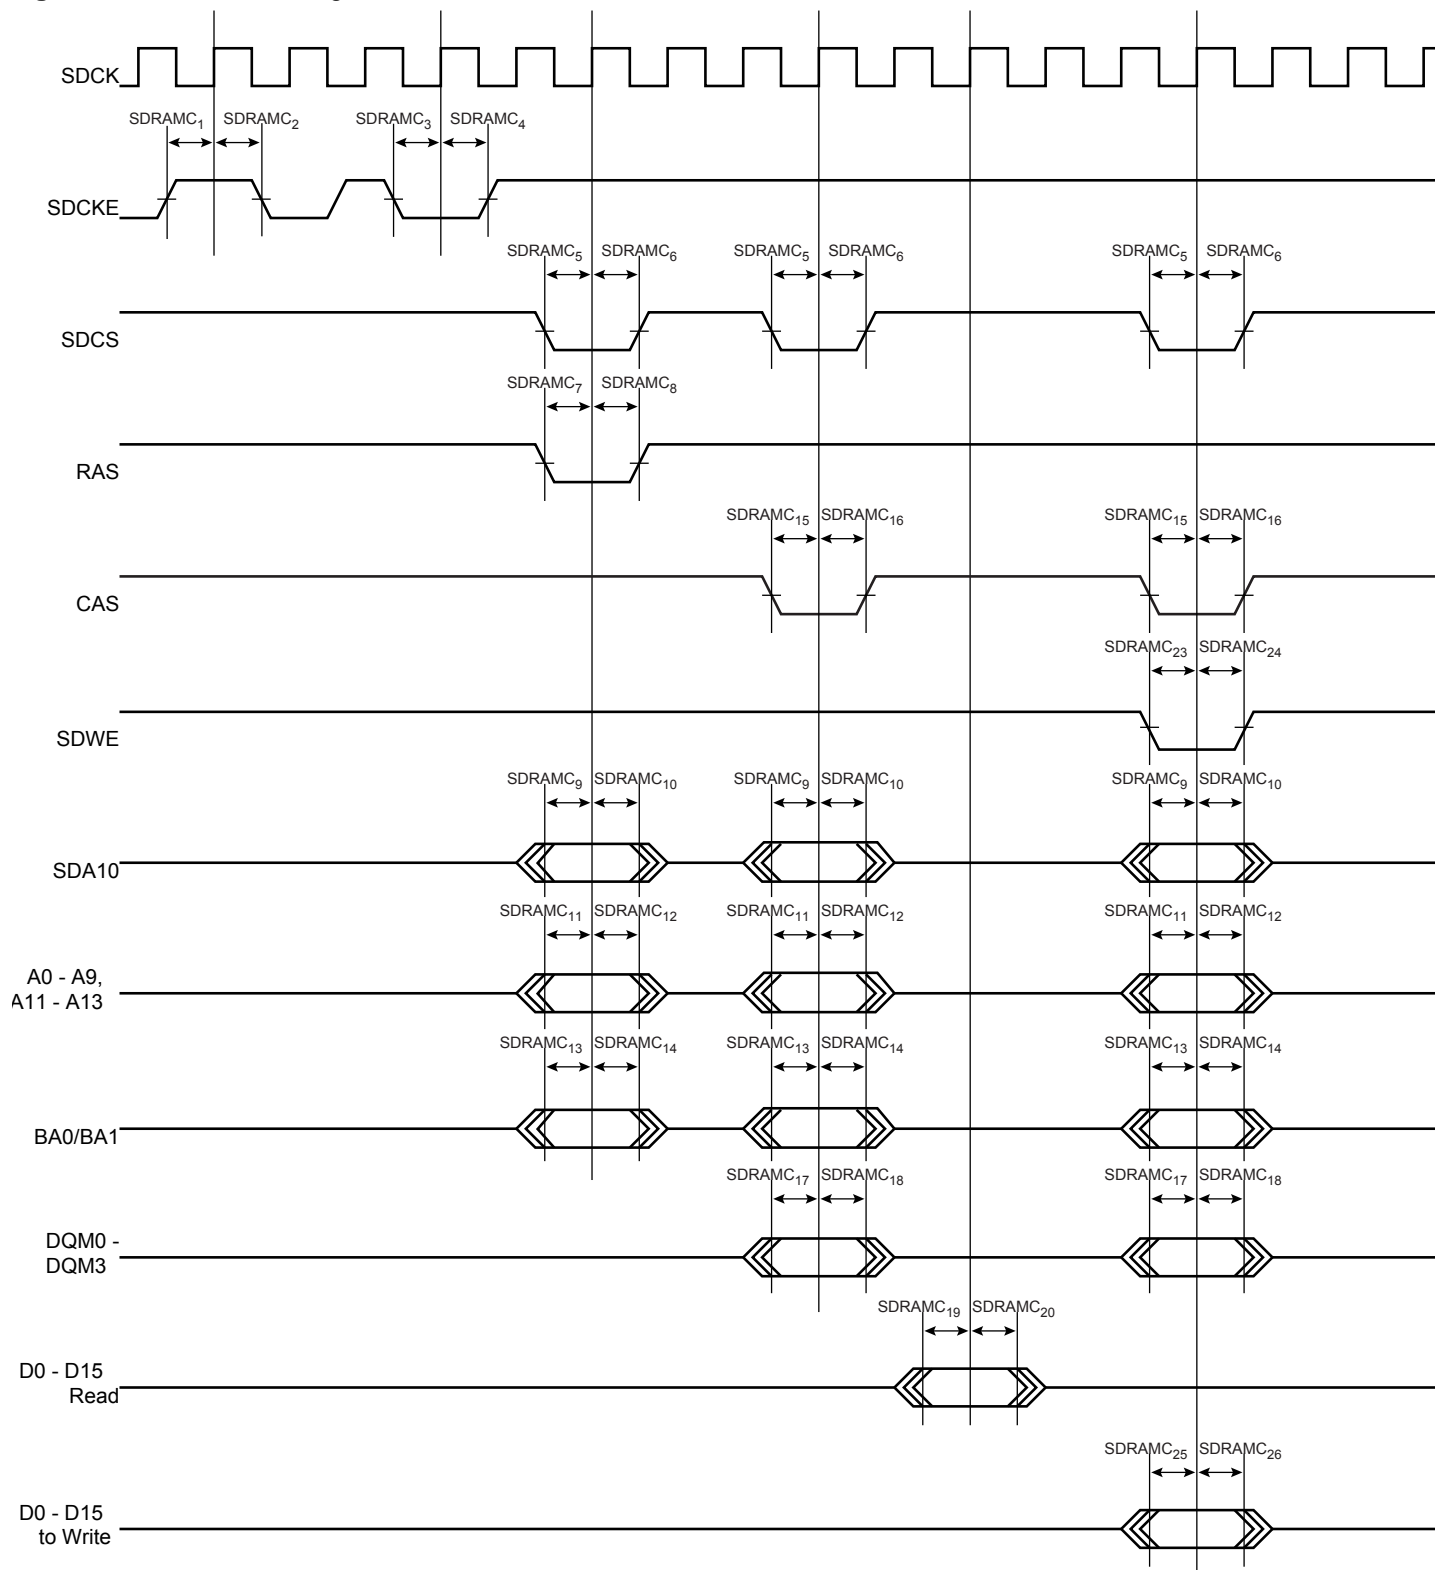 SDCK
SDRAMC1 SDRAMC2 SDRAMC3 SDRAMC4
SDCKE
SDRAMC5 SDRAMC6 SDRAMC5 SDRAMC6 SDRAMC5 SDRAMC6
SDCS
SDRAMC7 SDRAMC8
RAS
SDRAMC15 SDRAMC16 SDRAMC15 SDRAMC16
CAS
SDRAMC23 SDRAMC24
SDWE
SDRAMC9 SDRAMC10 SDRAMC9 SDRAMC10 SDRAMC9 SDRAMC10
SDA10
SDRAMC11 SDRAMC12 SDRAMC11 SDRAMC12 SDRAMC11 SDRAMC12
A0 - A9,
A11 - A13
SDRAMC13 SDRAMC14 SDRAMC13 SDRAMC14 SDRAMC13 SDRAMC14
BA0/BA1
SDRAMC17 SDRAMC18 SDRAMC17 SDRAMC18
DQM0 -
DQM3
SDRAMC19 SDRAMC20
D0 - D15
Read
SDRAMC25 SDRAMC26
D0 - D15
to Write